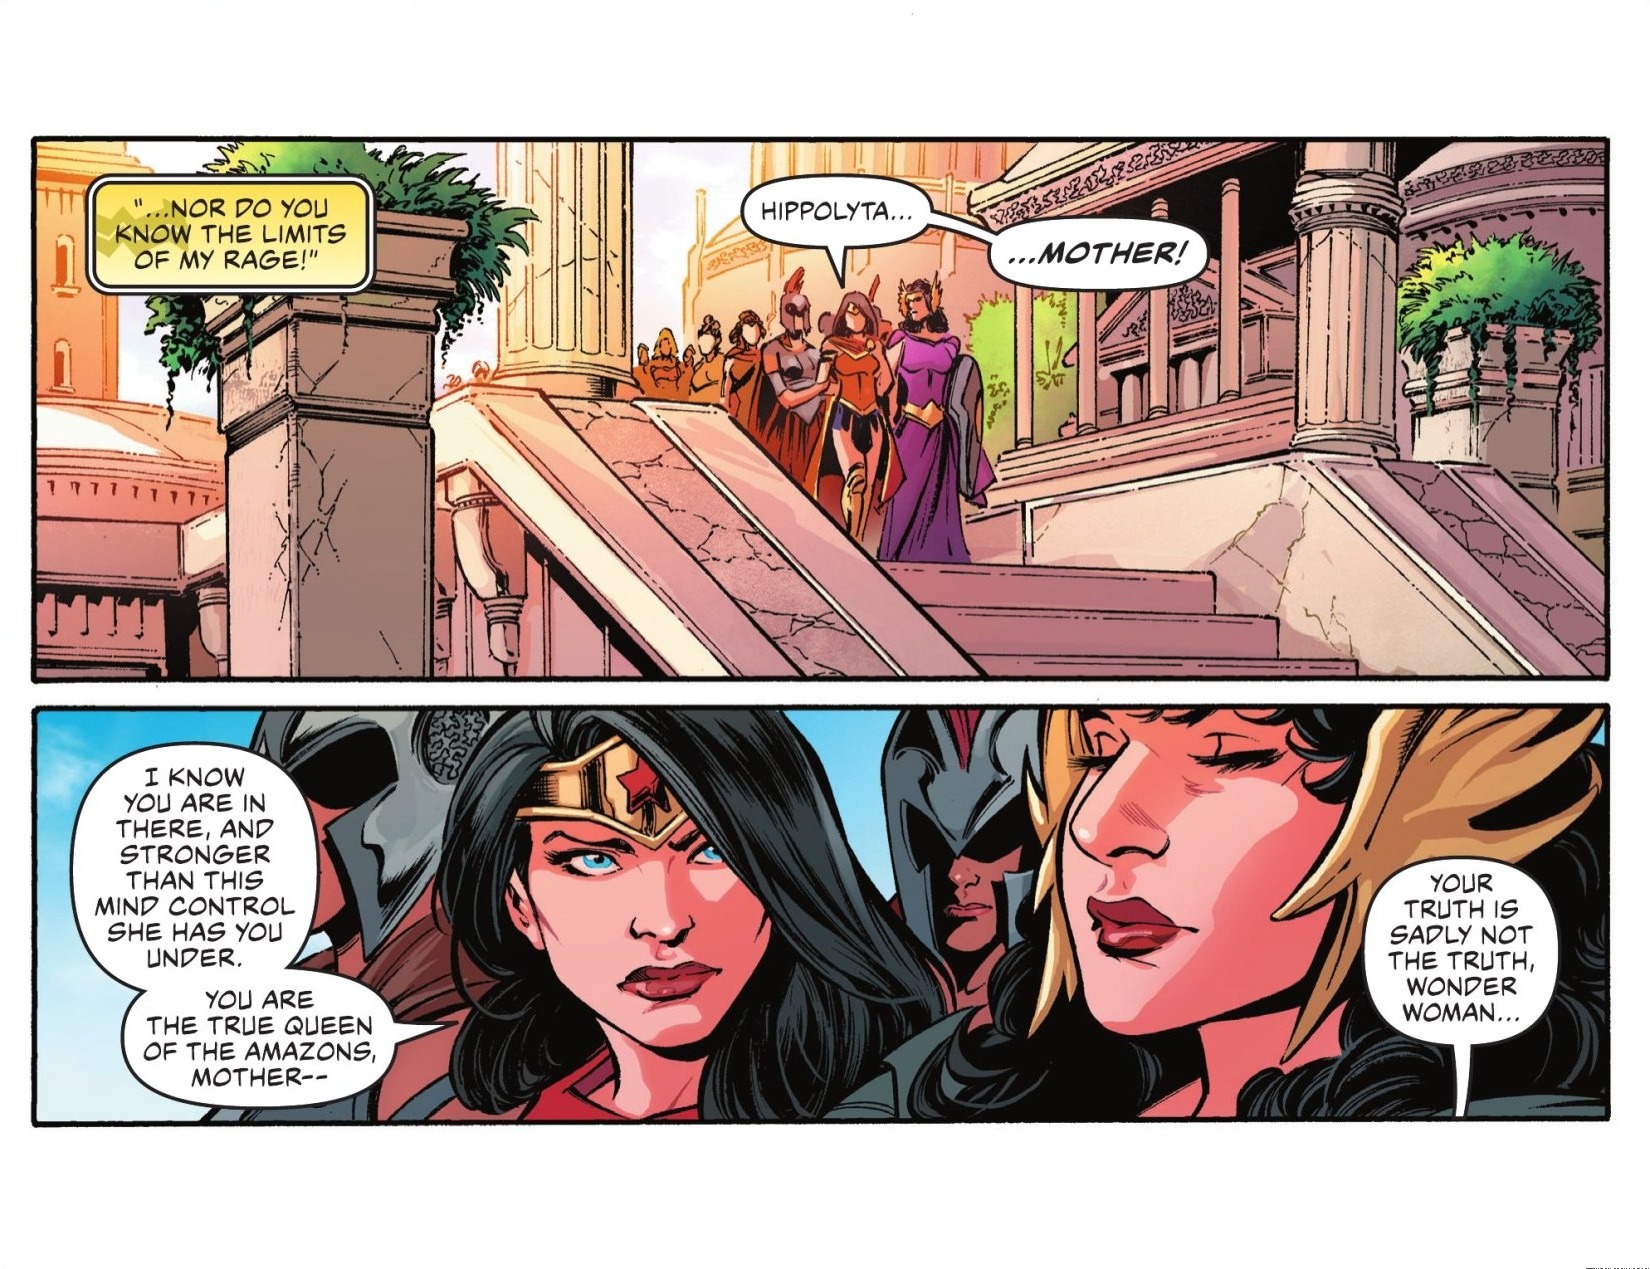 "...NOR DO YOU
KNOW THE LIMITS
OF MY RAGE!"
HIPPOLYTA...
...MOTHER!
I KNOW
YOU ARE IN
THERE, AND
STRONGER
THAN THIS
MIND CONTROL
SHE HAS YOU
UNDER.
YOU ARE
THE TRUE QUEEN
OF THE AMAZONS,
MOTHER--
YOUR
TRUTH IS
SADLY NOT
THE TRUTH,
WONDER
WOMAN...